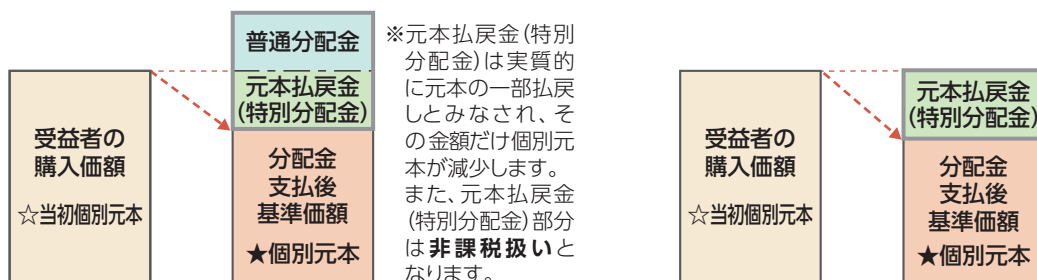 受益者の
購入価額
☆当初個別元本
普通分配金
元本払戻金
(特別分配金)
分配金
支払後
基準価額
★個別元本
※元本払戻金(特別
分配金)は実質的
に元本の一部払戻
しとみなされ、そ
の金額だけ個別元
本が減少します。
また、元本払戻金
(特別分配金)部分
は非課税扱いと
なります。
受益者の
購入価額
☆当初個別元本
元本払戻金
(特別分配金)
分配金
支払後
基準価額
★個別元本